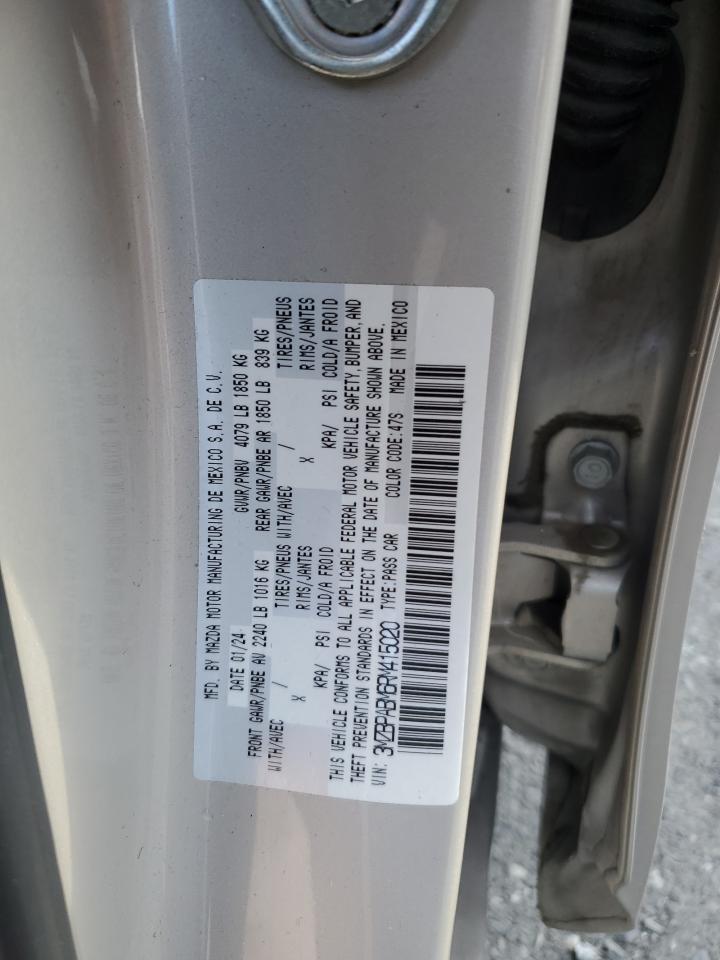 MFD. BY MAZDA MOTOR MANUFACTURING DE MEXICO S.A. DE C.V.
DATE 01/24 GVWR/PNBV 4079 LB 1850 KG
FRONT GAWR/PNBE AV 2240 LB 1016 KG REAR GAWR/PNBE AR 1850 LB 839 KG
WITH/AVEC / TIRES/PNEUS WITH/AVEC / TIRES/PNEUS
X RIMS/JANTES X RIMS/JANTES
KPA/ PSI COLD/A FROID KPA/ PSI COLD/A FROID
THIS VEHICLE CONFORMS TO ALL APPLICABLE FEDERAL MOTOR VEHICLE SAFETY, BUMPER, AND
THEFT PREVENTION STANDARDS IN EFFECT ON THE DATE OF MANUFACTURE SHOWN ABOVE.
VIN: 3MZBPABM6RM415020 TYPE:PASS CAR COLOR CODE:47S MADE IN MEXICO